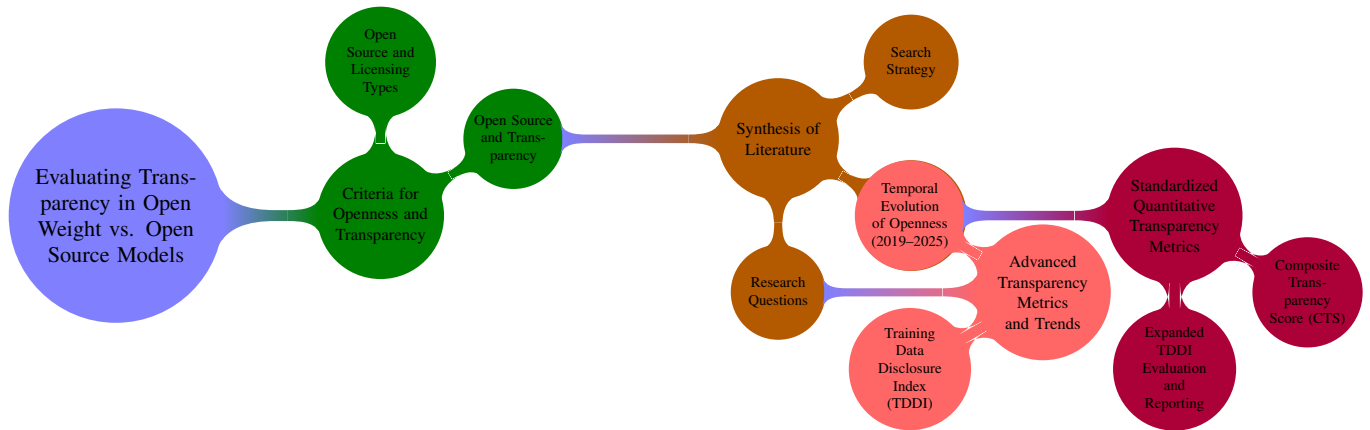 Evaluating Trans-
parency in Open
Weight vs. Open
Source Models
Open
Source and
Licensing
Types
Criteria for
Openness and
Transparency
Open Source
and Trans-
parency
Synthesis of
Literature
Search
Strategy
Research
Questions
Temporal
Evolution
of Openness
(2019–2025)
Advanced
Transparency
Metrics
and Trends
Training
Data
Disclosure
Index
(TDDI)
Standardized
Quantitative
Transparency
Metrics
Composite
Trans-
parency
Score (CTS)
Expanded
TDDI
Evaluation
and
Reporting